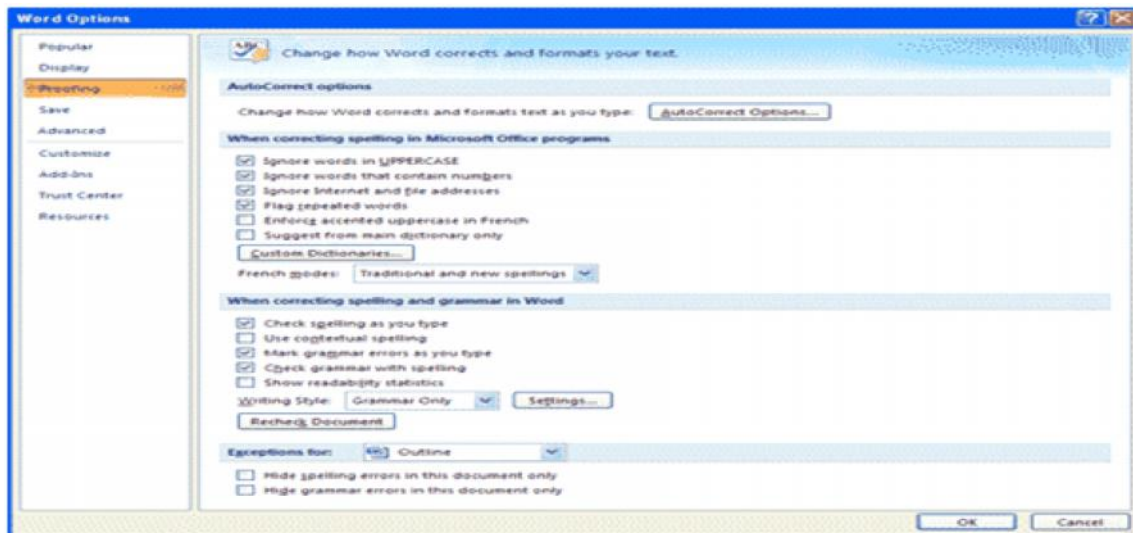 Word Options
Popular
Display
Proofing
Save
Advanced
Customize
Add-Ins
Trust Center
Resources
Change how Word corrects and formats your text.
AutoCorrect options
Change how Word corrects and formats text as you type: AutoCorrect Options...
When correcting spelling in Microsoft Office programs
Ignore words in UPPERCASE
Ignore words that contain numbers
Ignore Internet and file addresses
Flag repeated words
Enforce accented uppercase in French
Suggest from main dictionary only
Custom Dictionaries...
French modes: Traditional and new spellings
When correcting spelling and grammar in Word
Check spelling as you type
Use contextual spelling
Mark grammar errors as you type
Check grammar with spelling
Show readability statistics
Writing Style: Grammar Only Settings...
Recheck Document
Exceptions for: Outline
Hide spelling errors in this document only
Hide grammar errors in this document only
OK Cancel